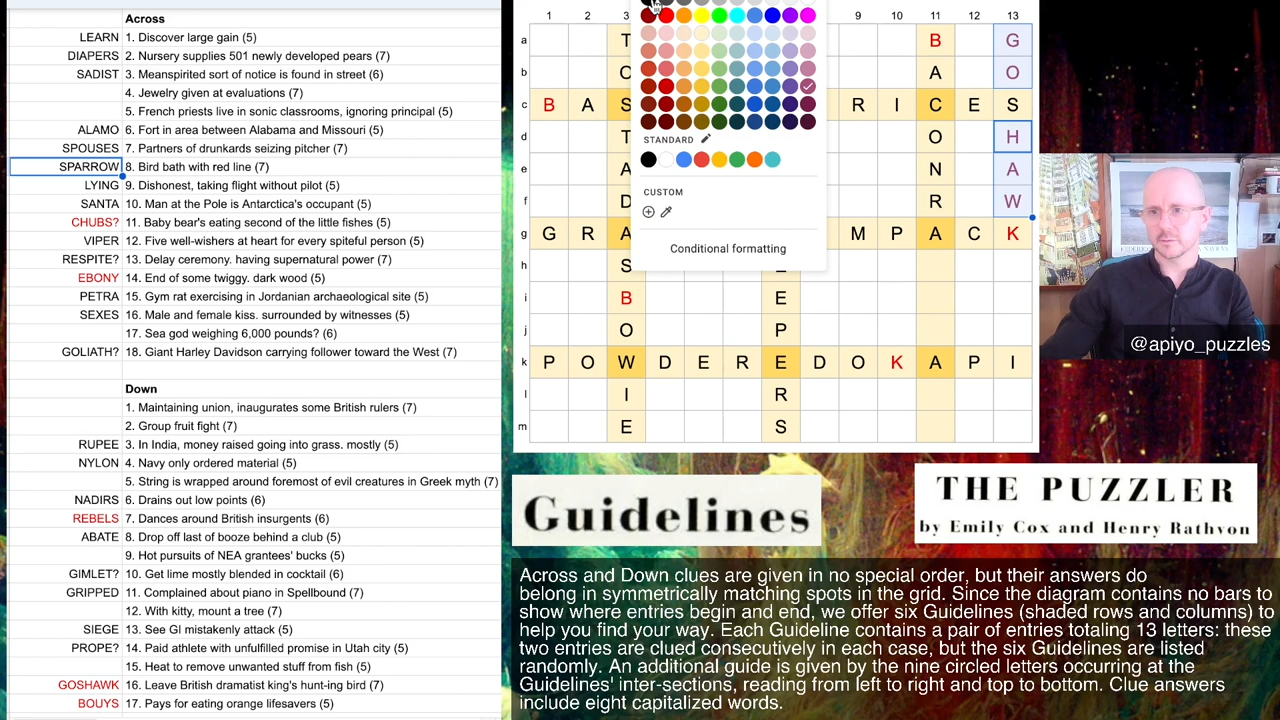 Across
LEARN 1. Discover large gain (5)
DIAPERS 2. Nursery supplies 501 newly developed pears (7)
SADIST 3. Meanspirited sort of notice is found in street (6)
4. Jewelry given at evaluations (7)
5. French priests live in sonic classrooms, ignoring principal (5)
ALAMO 6. Fort in area between Alabama and Missouri (5)
SPOUSES 7. Partners of drunkards seizing pitcher (7)
SPARROW 8. Bird bath with red line (7)
LYING 9. Dishonest, taking flight without pilot (5)
SANTA 10. Man at the Pole is Antarctica's occupant (5)
CHUBS? 11. Baby bear's eating second of the little fishes (5)
VIPER 12. Five well-wishers at heart for every spiteful person (5)
RESPITE? 13. Delay ceremony. having supernatural power (7)
EBONY 14. End of some twiggy. dark wood (5)
PETRA 15. Gym rat exercising in Jordanian archaeological site (5)
SEXES 16. Male and female kiss. surrounded by witnesses (5)
17. Sea god weighing 6,000 pounds? (6)
GOLIATH? 18. Giant Harley Davidson carrying follower toward the West (7)
Down
1. Maintaining union, inaugurates some British rulers (7)
2. Group fruit fight (7)
RUPEE 3. In India, money raised going into grass. mostly (5)
NYLON 4. Navy only ordered material (5)
5. String is wrapped around foremost of evil creatures in Greek myth (7)
NADIRS 6. Drains out low points (6)
REBELS 7. Dances around British insurgents (6)
ABATE 8. Drop off last of booze behind a club (5)
9. Hot pursuits of NEA grantees' bucks (5)
GIMLET? 10. Get lime mostly blended in cocktail (6)
GRIPPED 11. Complained about piano in Spellbound (7)
12. With kitty, mount a tree (7)
SIEGE 13. See GI mistakenly attack (5)
PROPE? 14. Paid athlete with unfulfilled promise in Utah city (5)
15. Heat to remove unwanted stuff from fish (5)
GOSHAWK 16. Leave British dramatist king's hunt-ing bird (7)
BOUYS 17. Pays for eating orange lifesavers (5)
1 2 3 9 10 11 12 13
a T B G
b O A O
c B A S R I C E S
d T O H
e A N A
f D R W
g G R A M P A C K
h S E
i B E
j O P
k P O W D E R E D O K A P I
l I R
m E S
STANDARD
CUSTOM
Conditional formatting
@apiyo_puzzles
Guidelines
THE PUZZLER
by Emily Cox and Henry Rathvon
Across and Down clues are given in no special order, but their answers do
belong in symmetrically matching spots in the grid. Since the diagram contains no bars to
show where entries begin and end, we offer six Guidelines (shaded rows and columns) to
help you find your way. Each Guideline contains a pair of entries totaling 13 letters: these
two entries are clued consecutively in each case, but the six Guidelines are listed
randomly. An additional guide is given by the nine circled letters occurring at the
Guidelines' inter-sections, reading from left to right and top to bottom. Clue answers
include eight capitalized words.